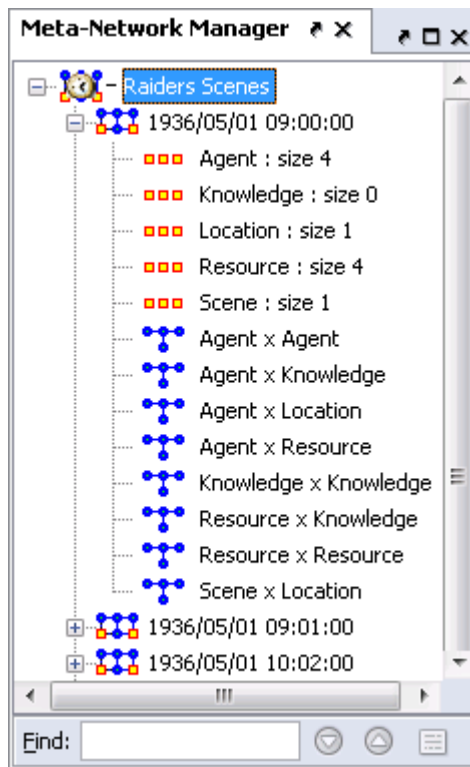 Meta-Network Manager
Raiders Scenes
1936/05/01 09:00:00
Agent : size 4
Knowledge : size 0
Location : size 1
Resource : size 4
Scene : size 1
Agent x Agent
Agent x Knowledge
Agent x Location
Agent x Resource
Knowledge x Knowledge
Resource x Knowledge
Resource x Resource
Scene x Location
1936/05/01 09:01:00
1936/05/01 10:02:00
Find: